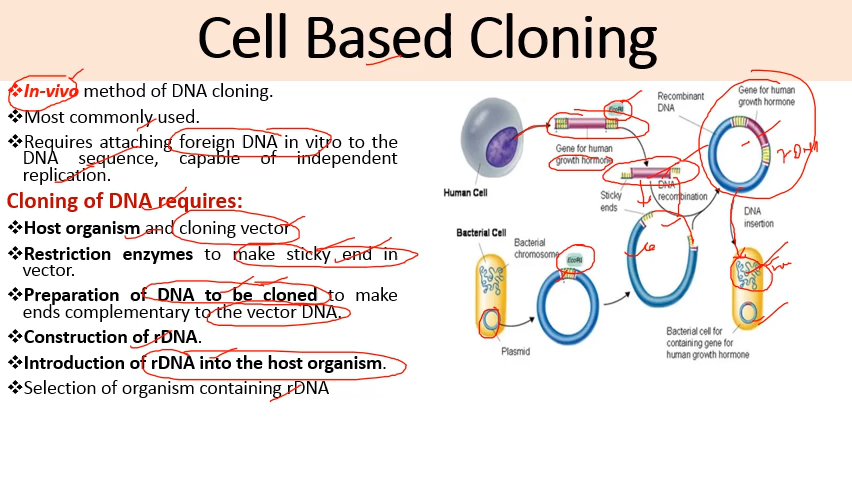 Cell Based Cloning
❖In-vivo method of DNA cloning.
❖Most commonly used.
❖Requires attaching foreign DNA in vitro to the
DNA sequence, capable of independent
replication.
Cloning of DNA requires:
❖Host organism and cloning vector
❖Restriction enzymes to make sticky end in
vector.
❖Preparation of DNA to be cloned to make
ends complementary to the vector DNA.
❖Construction of rDNA.
❖Introduction of rDNA into the host organism.
❖Selection of organism containing rDNA
Human Cell
EcoRI
Gene for human
growth hormone
Recombinant
DNA
Gene for human
growth hormone
rDNA
Sticky
ends
DNA
recombination
DNA
insertion
Bacterial Cell
Bacterial
chromosome
EcoRI
Plasmid
Bacterial cell for
containing gene for
human growth hormone